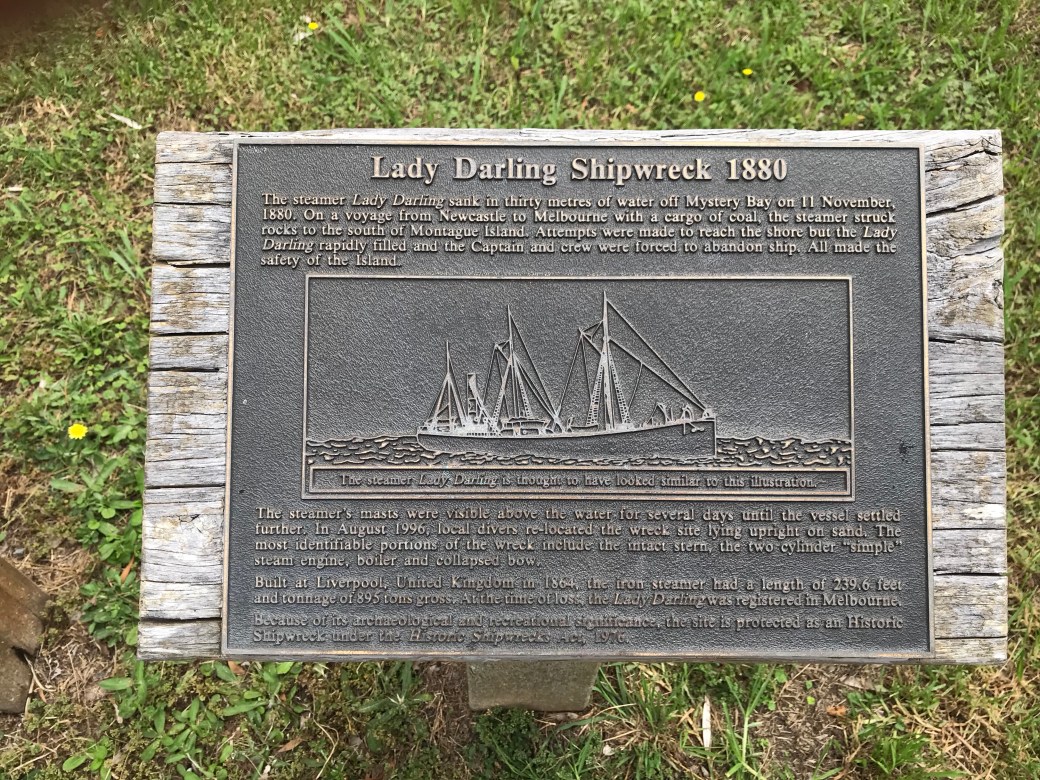 Lady Darling Shipwreck 1880
The steamer Lady Darling sank in thirty metres of water off Mystery Bay on 11 November,
1880. On a voyage from Newcastle to Melbourne with a cargo of coal, the steamer struck
rocks to the south of Montague Island. Attempts were made to reach the shore but the Lady
Darling rapidly filled and the Captain and crew were forced to abandon ship. All made the
safety of the Island.
The steamer Lady Darling is thought to have looked similar to this illustration.
The steamer's masts were visible above the water for several days until the vessel settled
further. In August 1996, local divers re-located the wreck site lying upright on sand. The
most identifiable portions of the wreck include the intact stern, the two cylinder "simple"
steam engine, boiler and collapsed bow.
Built at Liverpool, United Kingdom in 1864, the iron steamer had a length of 239.6 feet
and tonnage of 895 tons gross. At the time of loss, the Lady Darling was registered in Melbourne.
Because of its archaeological and recreational significance, the site is protected as an Historic
Shipwreck under the Historic Shipwrecks Act, 1976.